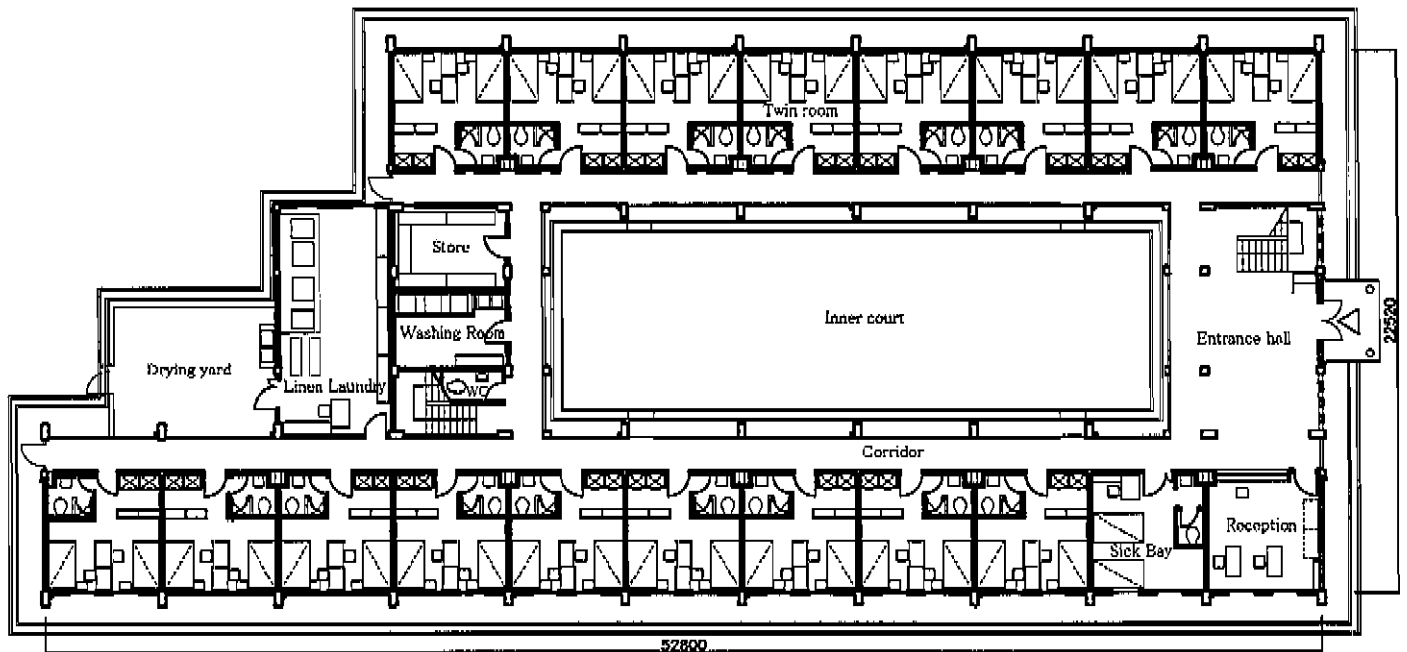 Twin room
Store
Inner court
Washing Room
Entrance hall
22520
Drying yard
Linen Laundry
WC
Corridor
Reception
Sick Bay
52800